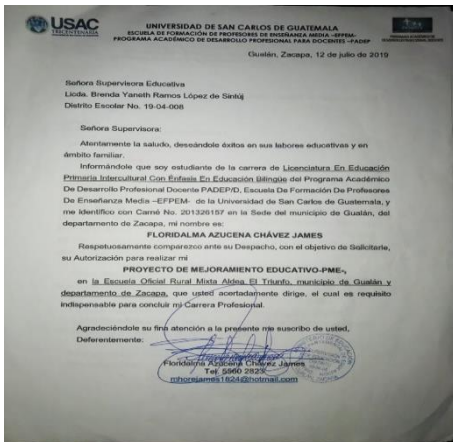 USAC
TRICENTENARIA
UNIVERSIDAD DE SAN CARLOS DE GUATEMALA
ESCUELA DE FORMACIÓN DE PROFESORES DE ENSEÑANZA MEDIA –EFPEM-
PROGRAMA ACADÉMICO DE DESARROLLO PROFESIONAL PARA DOCENTES –PADEP
Gualán, Zacapa, 12 de julio de 2019
Señora Supervisora Educativa
Licda. Brenda Yaneth Ramos López de Sintúj
Distrito Escolar No. 19-04-008
Señora Supervisora:
Atentamente la saludo, deseándole éxitos en sus labores educativas y en
ámbito familiar.
Informándole que soy estudiante de la carrera de Licenciatura En Educación
Primaria Intercultural Con Énfasis En Educación Bilingüe del Programa Académico
De Desarrollo Profesional Docente PADEP/D, Escuela De Formación De Profesores
De Enseñanza Media –EFPEM- de la Universidad de San Carlos de Guatemala, y
me identifico con Carné No. 201326157 en la Sede del municipio de Gualán, del
departamento de Zacapa, mi nombre es:
FLORIDALMA AZUCENA CHÁVEZ JAMES
Respetuosamente comparezco ante su Despacho, con el objetivo de Solicitarle,
su Autorización para realizar mi
PROYECTO DE MEJORAMIENTO EDUCATIVO-PME-,
en la Escuela Oficial Rural Mixta Aldea El Triunfo, municipio de Gualán y
departamento de Zacapa, que usted acertadamente dirige, el cual es requisito
indispensable para concluir mi Carrera Profesional.
Agradeciéndole su fina atención a la presente me suscribo de usted,
Deferentemente:
Floridalma Azucena Chávez James
Tel. 5560 2823
mhorejames1824@hotmail.com